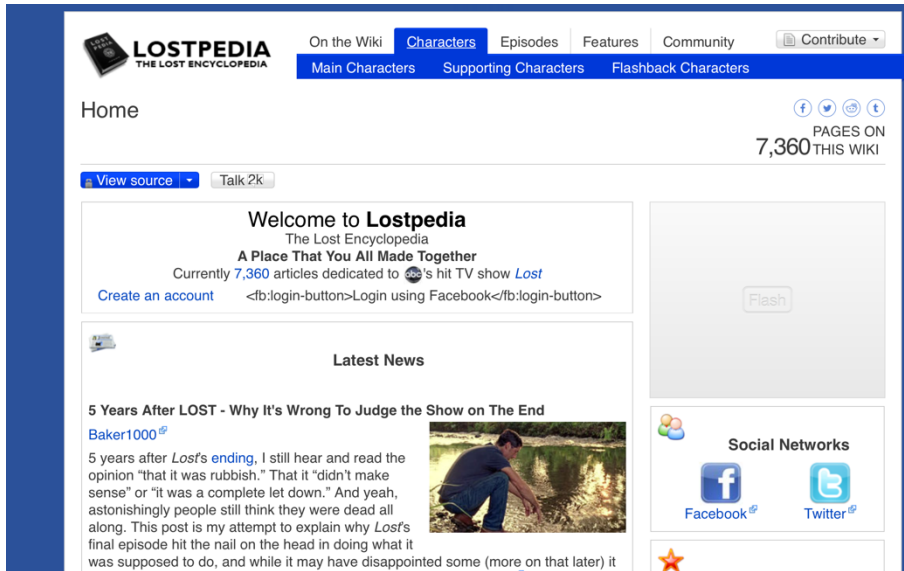 LOSTPEDIA
THE LOST ENCYCLOPEDIA
On the Wiki Characters Episodes Features Community Contribute
Main Characters Supporting Characters Flashback Characters
Home
PAGES ON
7,360 THIS WIKI
View source Talk 2k
Welcome to Lostpedia
The Lost Encyclopedia
A Place That You All Made Together
Currently 7,360 articles dedicated to abc's hit TV show Lost
Create an account <fb:login-button>Login using Facebook</fb:login-button>
Flash
Latest News
5 Years After LOST - Why It's Wrong To Judge the Show on The End
Baker1000
5 years after Lost's ending, I still hear and read the
opinion “that it was rubbish.” That it “didn't make
sense” or “it was a complete let down.” And yeah,
astonishingly people still think they were dead all
along. This post is my attempt to explain why Lost's
final episode hit the nail on the head in doing what it
was supposed to do, and while it may have disappointed some (more on that later) it
Social Networks
Facebook Twitter